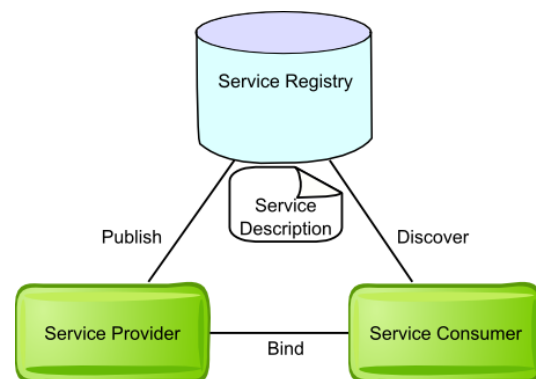 Service Registry
Service
Description
Publish
Discover
Service Provider
Service Consumer
Bind